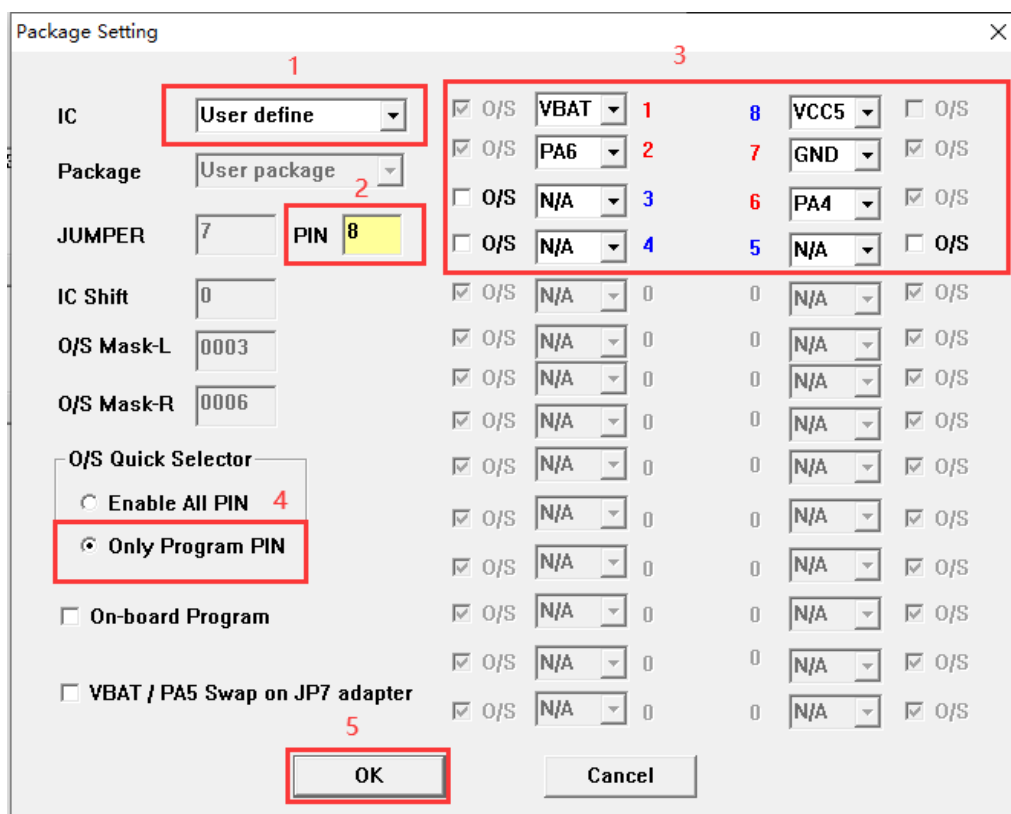 Package Setting
1
3
IC User define
O/S VBAT 1 8 VCC5 O/S
O/S PA6 2 7 GND O/S
Package User package
2
O/S N/A 3 6 PA4 O/S
JUMPER 7 PIN 8
O/S N/A 4 5 N/A O/S
IC Shift 0
O/S N/A 0 0 N/A O/S
O/S Mask-L 0003
O/S N/A 0 0 N/A O/S
O/S N/A 0 0 N/A O/S
O/S Mask-R 0006
O/S N/A 0 0 N/A O/S
O/S Quick Selector
O/S N/A 0 0 N/A O/S
Enable All PIN 4
O/S N/A 0 0 N/A O/S
Only Program PIN
O/S N/A 0 0 N/A O/S
On-board Program
O/S N/A 0 0 N/A O/S
O/S N/A 0 0 N/A O/S
VBAT / PA5 Swap on JP7 adapter
O/S N/A 0 0 N/A O/S
5
OK Cancel